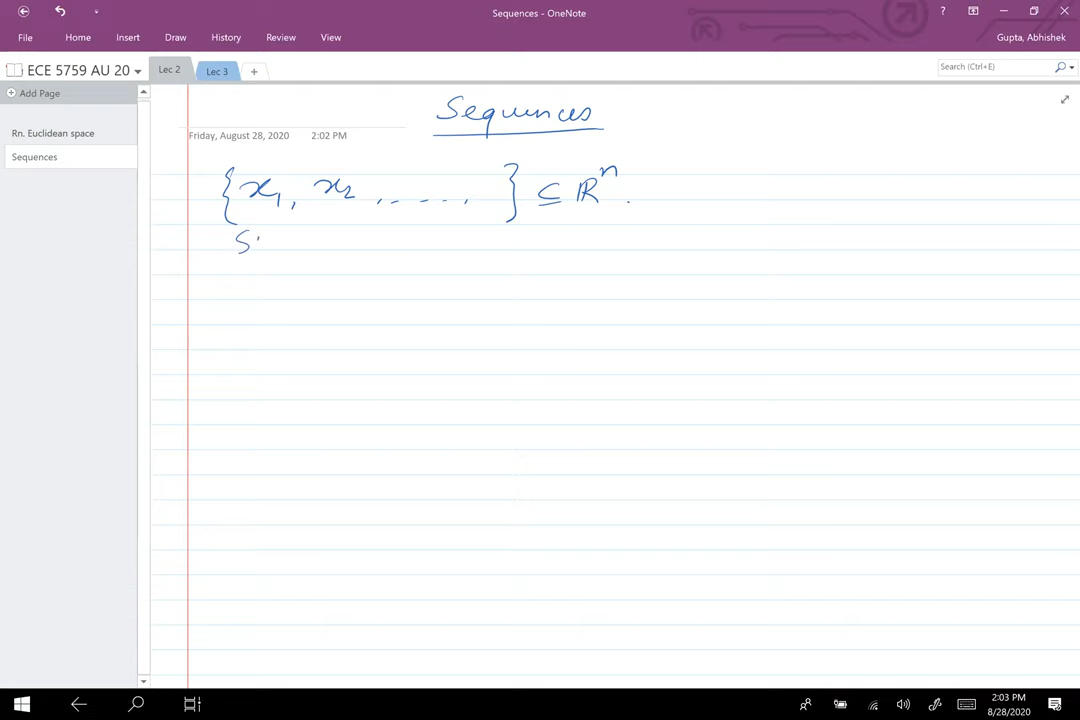 Sequences - OneNote
File Home Insert Draw History Review View
Gupta, Abhishek
ECE 5759 AU 20
Lec 2 Lec 3
Search (Ctrl+E)
Add Page
Rn. Euclidean space
Sequences
Sequences
Friday, August 28, 2020 2:02 PM
{x₁, x₂, ....., } ⊆ ℝⁿ.
S
2:03 PM
8/28/2020